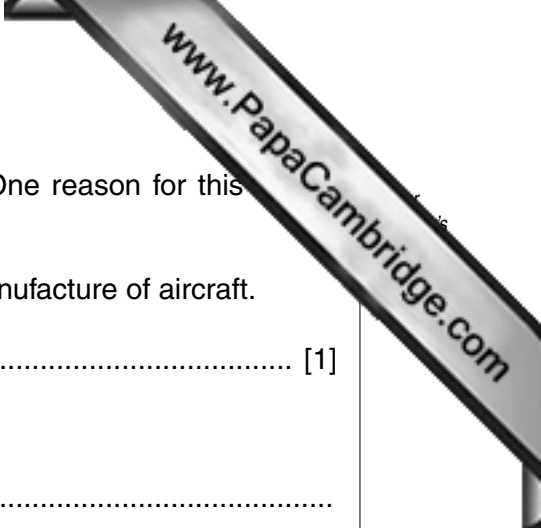 www.PapaCambridge.com
One reason for this
nufacture of aircraft.
.................................... [1]
..........................................